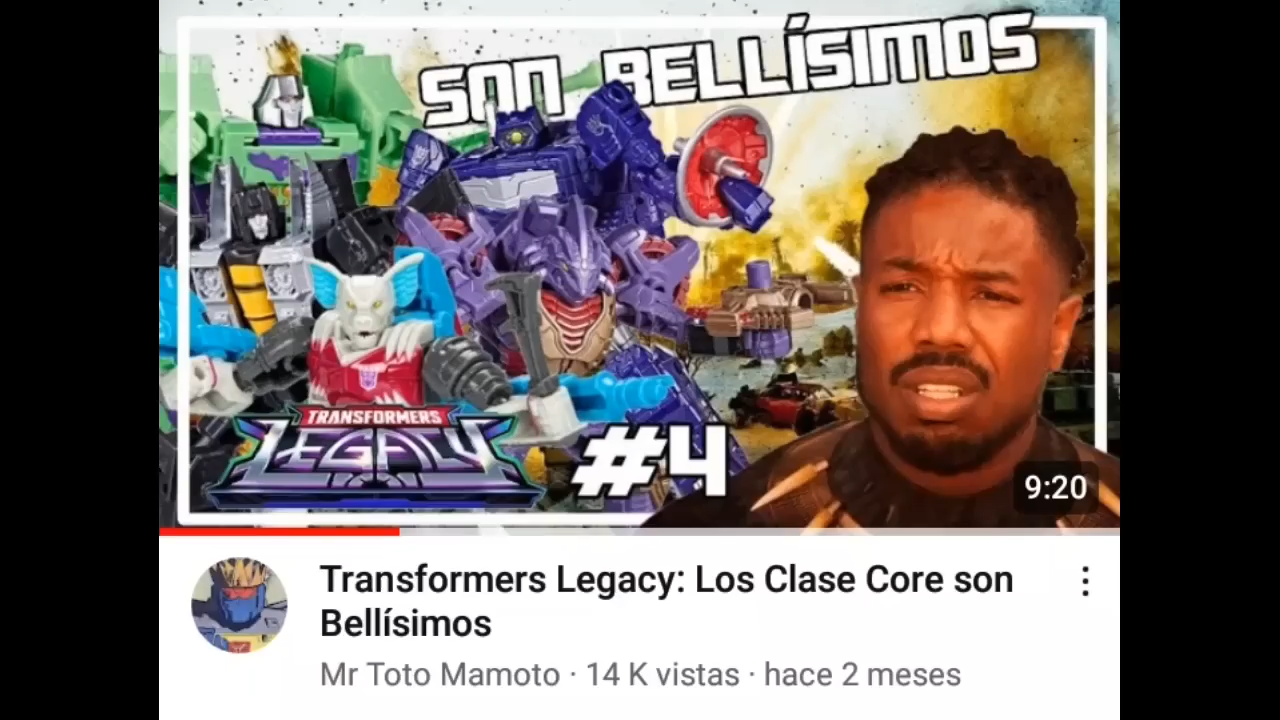 SON BELLÍSIMOS
TRANSFORMERS
LEGACY
#4
9:20
Transformers Legacy: Los Clase Core son
Bellísimos
Mr Toto Mamoto · 14 K vistas · hace 2 meses